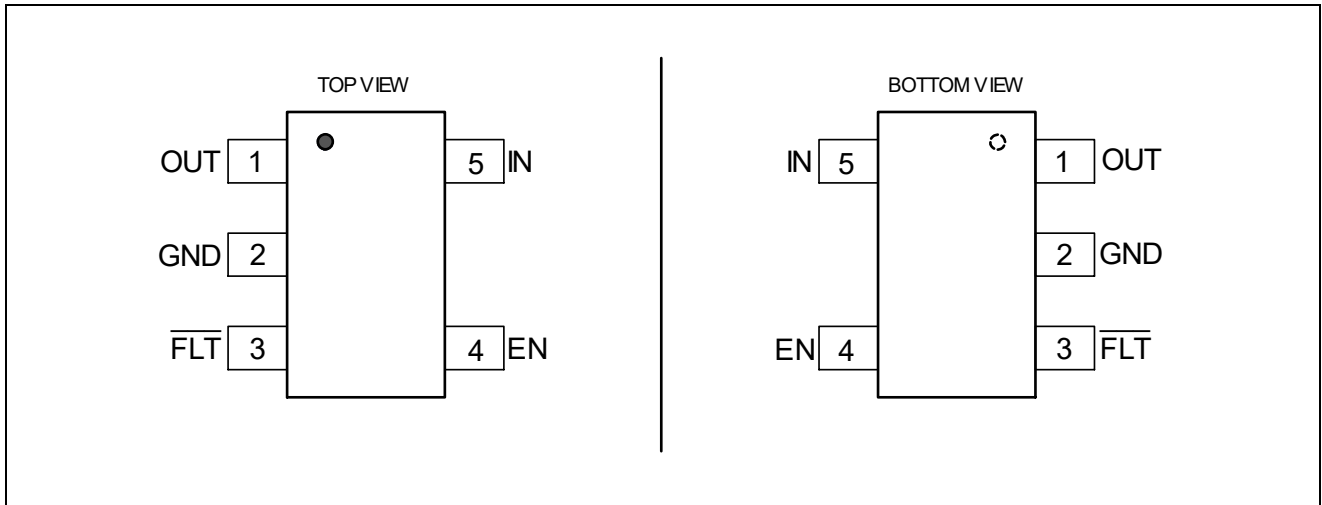 TOP VIEW
OUT 1 5 IN
GND 2
FLT 3 4 EN
BOTTOM VIEW
IN 5 1 OUT
2 GND
EN 4 3 FLT